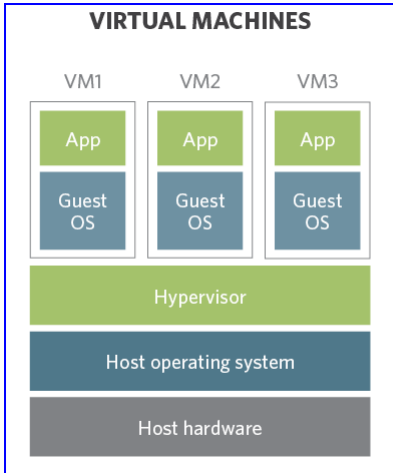 VIRTUAL MACHINES
VM1 VM2 VM3
App App App
Guest Guest Guest
OS OS OS
Hypervisor
Host operating system
Host hardware